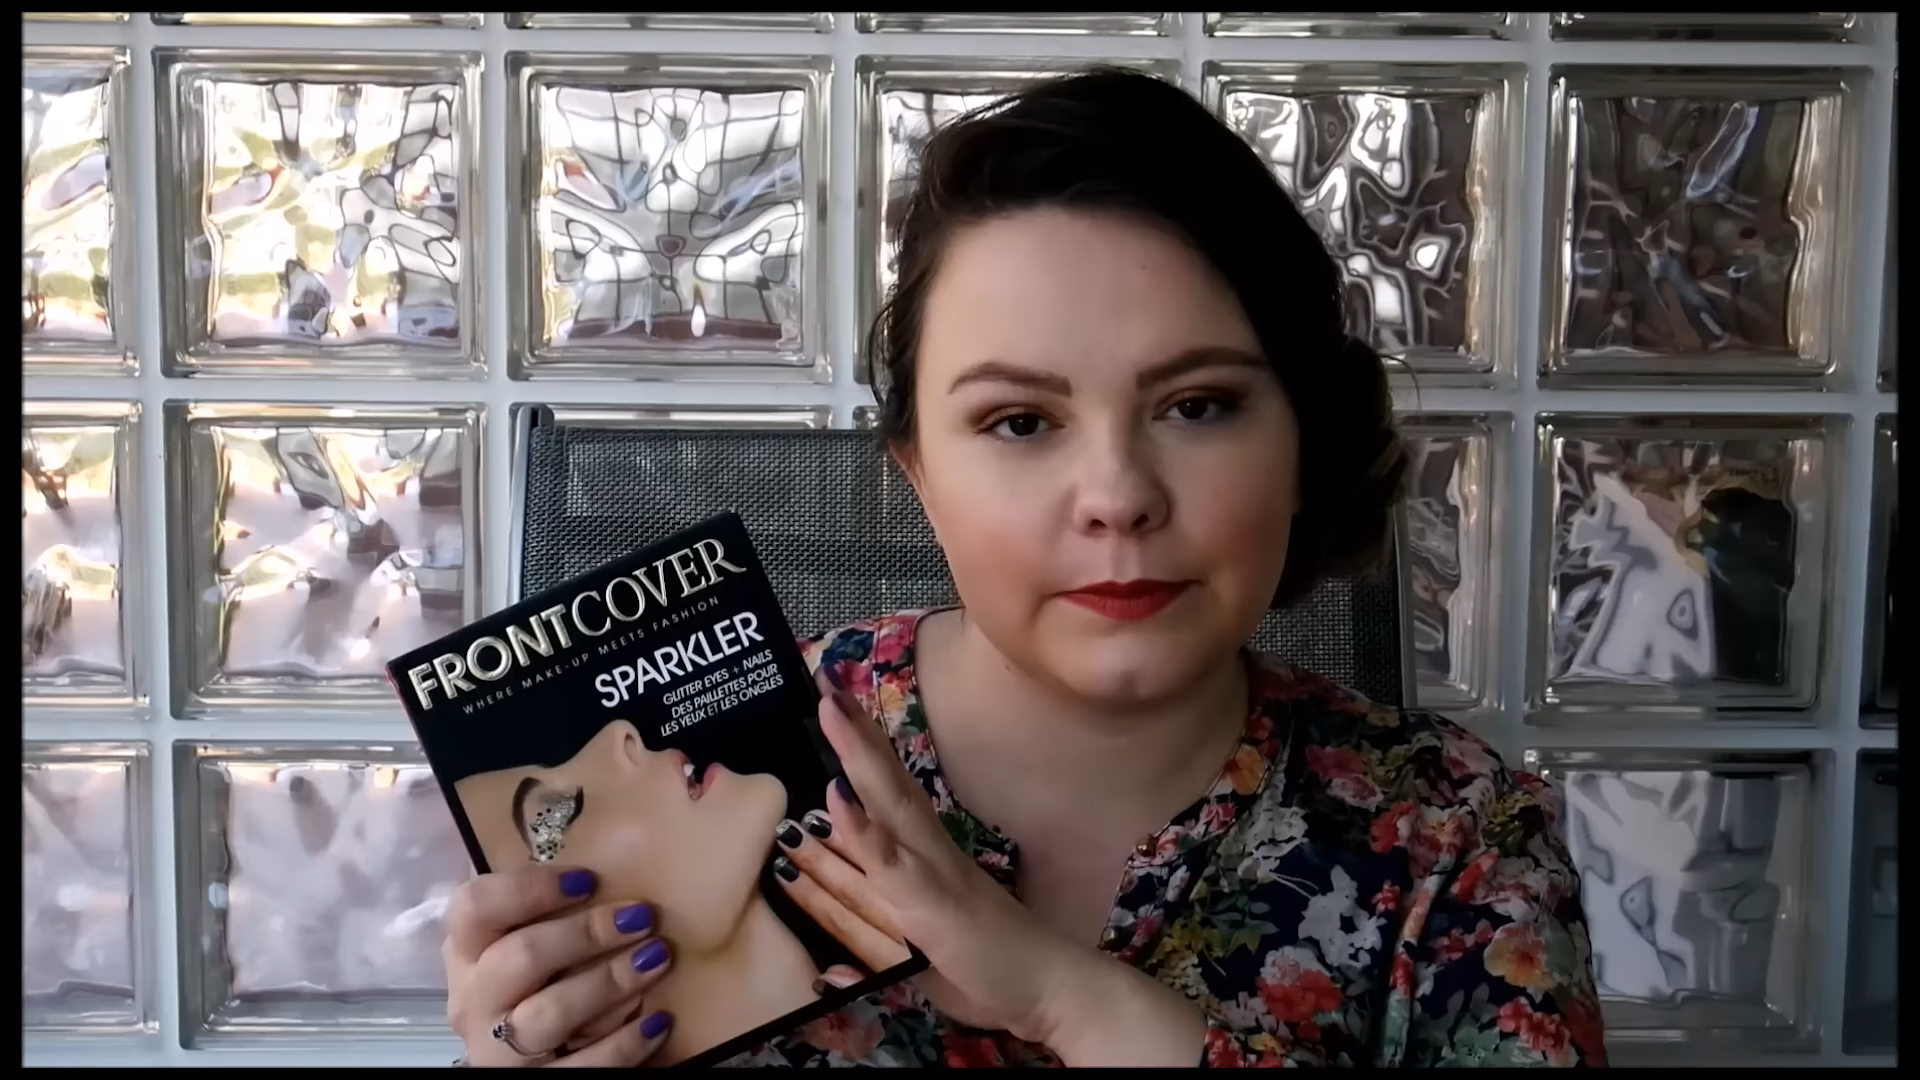 FRONTCOVER
WHERE MAKE-UP MEETS FASHION
SPARKLER
GLITTER EYES + NAILS
DES PAILLETTES POUR
LES YEUX ET LES ONGLES